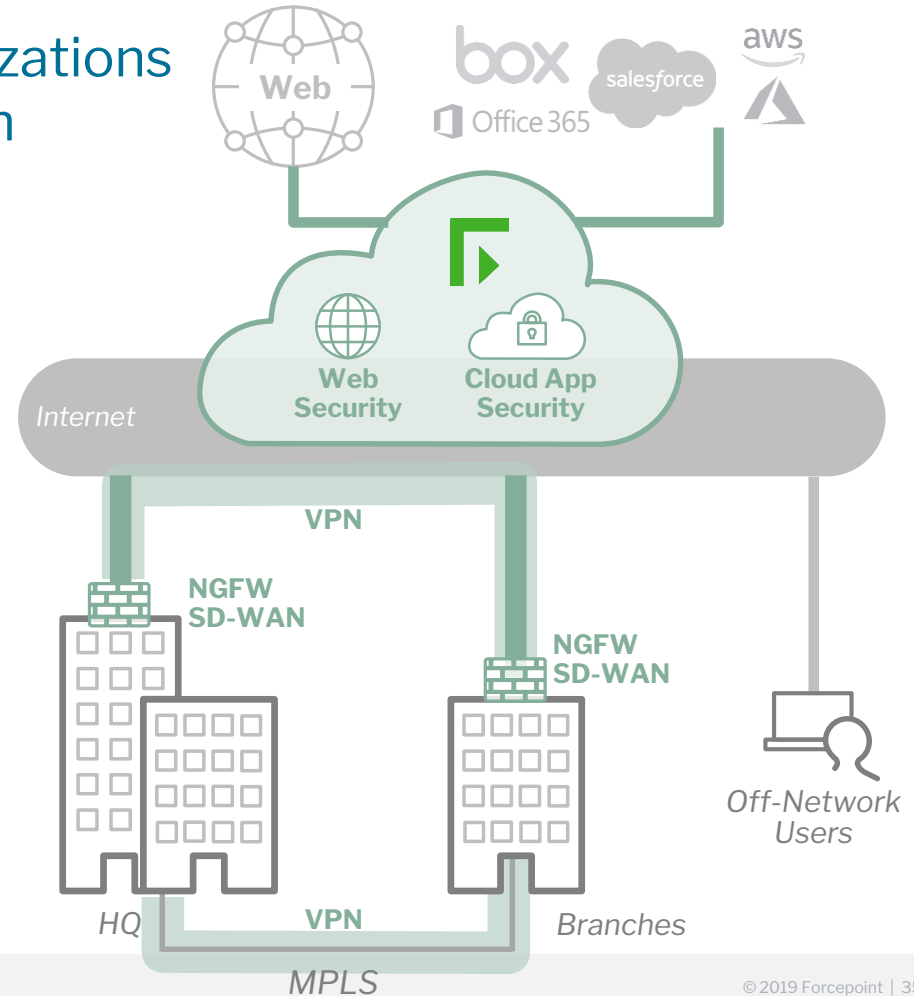 zations
n
Web
box
salesforce
aws
Office 365
Web
Security
Cloud App
Security
Internet
VPN
NGFW
SD-WAN
NGFW
SD-WAN
Off-Network
Users
HQ
VPN
Branches
MPLS
© 2019 Forcepoint | 35